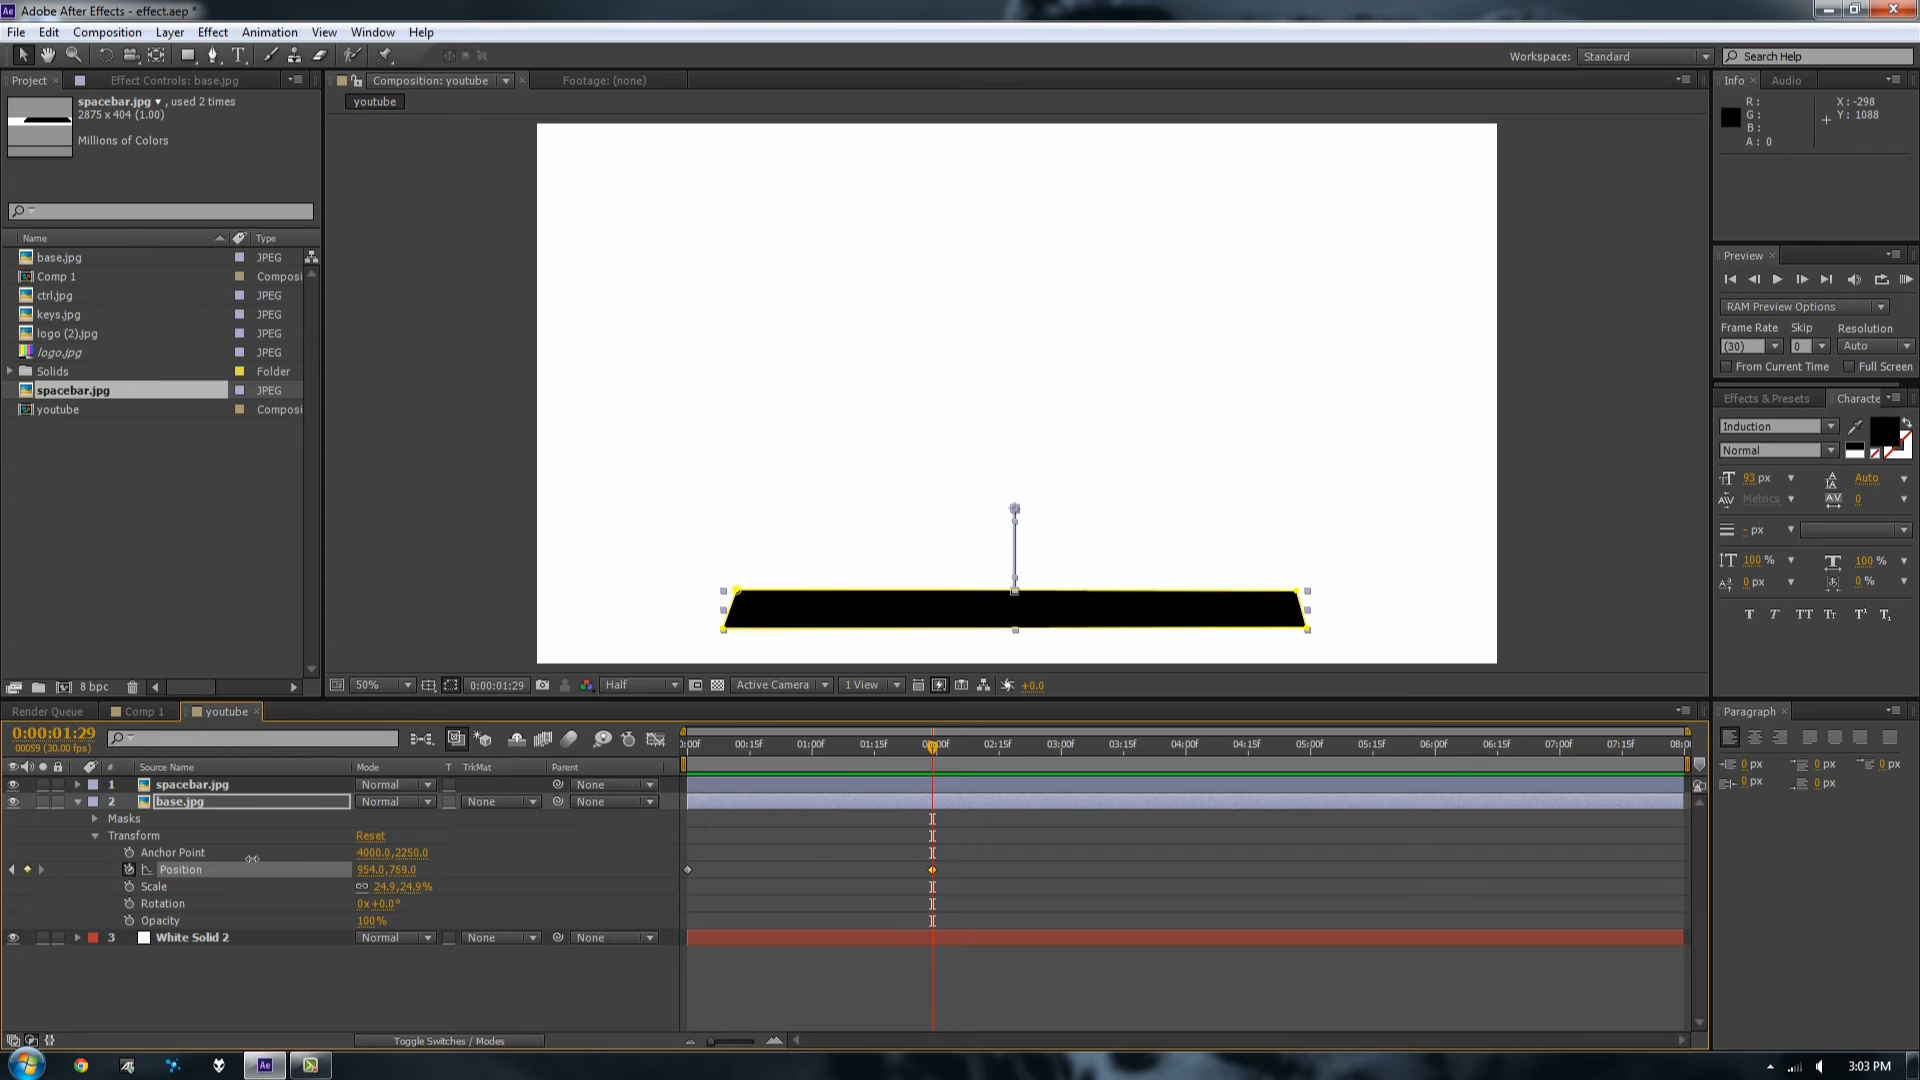 Adobe After Effects - effect.aep *
File Edit Composition Layer Effect Animation View Window Help
Workspace: Standard Search Help
Project Effect Controls: base.jpg Composition: youtube Footage: (none) Info Audio
spacebar.jpg , used 2 times
2875 x 404 (1.00)
Millions of Colors
youtube
R: X: -298
G: Y: 1088
B:
A: 0
Name Type
base.jpg JPEG
Comp 1 Composi
ctrl.jpg JPEG
keys.jpg JPEG
logo (2).jpg JPEG
logo.jpg JPEG
Solids Folder
spacebar.jpg JPEG
youtube Composi
Preview
RAM Preview Options
Frame Rate Skip Resolution
(30) 0 Auto
From Current Time Full Screen
Effects & Presets Characte
Induction
Normal
93 px Auto
Metrics 0
- px
100 % 100 %
0 px 0 %
T T TT Tr T¹ T₁
8 bpc
50% 0:00:01:29 Half Active Camera 1 View +0.0
Render Queue Comp 1 youtube
0:00:01:29
00059 (30.00 fps)
0:00f 00:15f 01:00f 01:15f 02:15f 03:00f 03:15f 04:00f 04:15f 05:00f 05:15f 06:00f 06:15f 07:00f 07:15f 08:0
# Source Name Mode T TrkMat Parent
1 spacebar.jpg Normal None
2 base.jpg Normal None None
Masks
Transform Reset
Anchor Point 4000.0,2250.0
Position 954.0,769.0
Scale 24.9,24.9%
Rotation 0x+0.0°
Opacity 100%
3 White Solid 2 Normal None None
Toggle Switches / Modes
Paragraph
0 px 0 px 0 px
0 px 0 px
Ae
3:03 PM